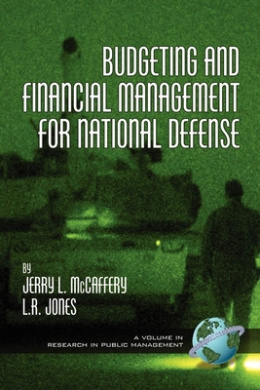 BUDGETING AND
FINANCIAL MANAGEMENT
FOR NATIONAL DEFENSE
BY
JERRY L. McCAFFERY
L.R. JONES
A VOLUME IN
RESEARCH IN PUBLIC MANAGEMENT